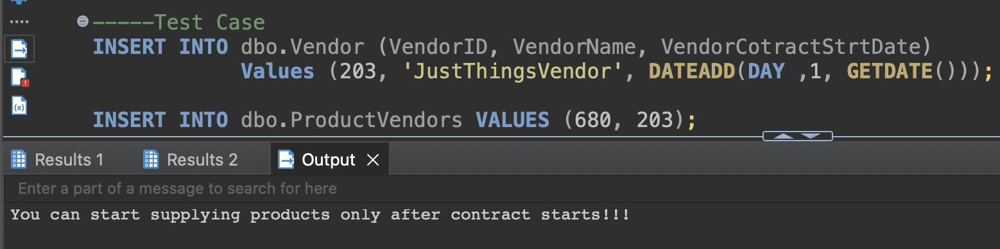 -----Test Case
INSERT INTO dbo.Vendor (VendorID, VendorName, VendorCotractStrtDate)
Values (203, 'JustThingsVendor', DATEADD(DAY ,1, GETDATE()));
INSERT INTO dbo.ProductVendors VALUES (680, 203);
Results 1 Results 2 Output
Enter a part of a message to search for here
You can start supplying products only after contract starts!!!